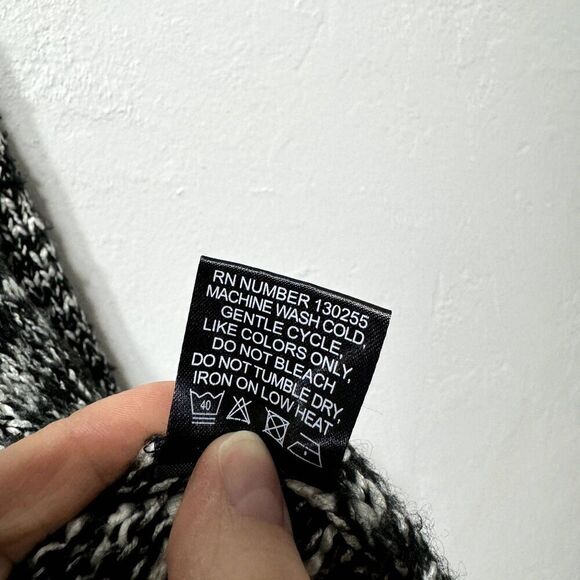 RN NUMBER 130255
MACHINE WASH COLD,
GENTLE CYCLE,
LIKE COLORS ONLY,
DO NOT BLEACH
DO NOT TUMBLE DRY,
IRON ON LOW HEAT
40